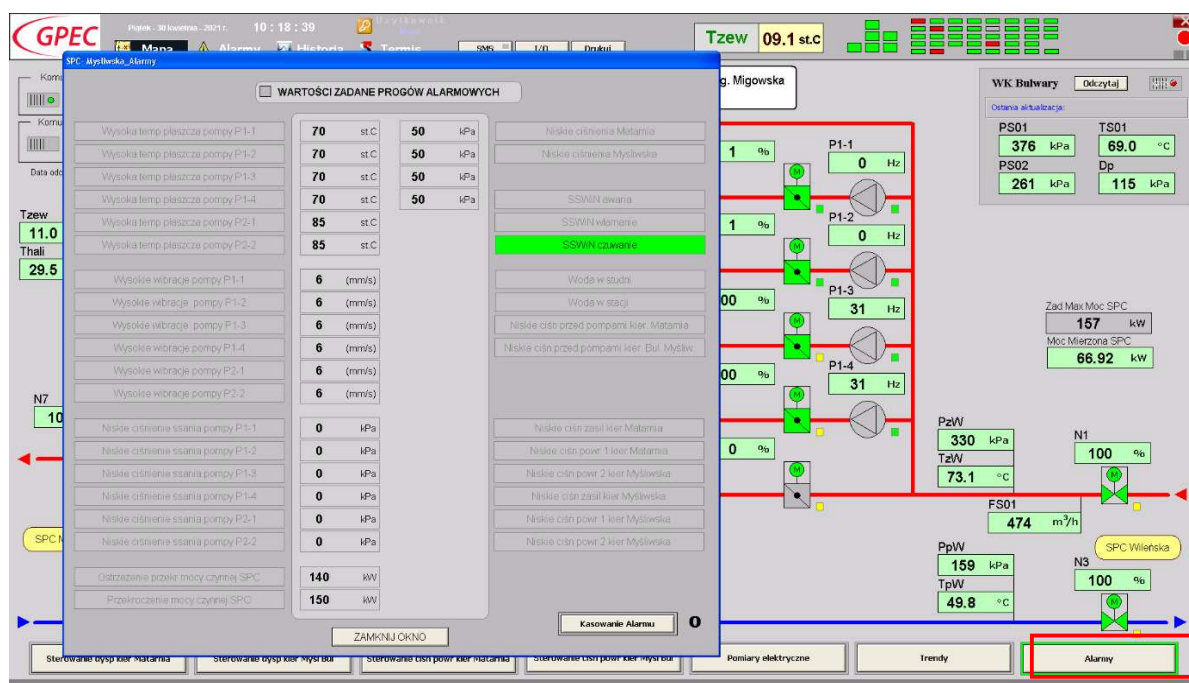 GPEC
Piątek - 30 kwietnia - 2021 r. 10 : 18 : 39 Użytkownik
Mapa Alarmy Historia Termis SMS I/O Drukuj
Tzew 09.1 st.C
SPC- Mysliwska_Alarmy
WARTOŚCI ZADANE PROGÓW ALARMOWYCH
Wysoka temp płaszcza pompy P1-1 70 st.C 50 kPa Niskie ciśnienia Matarnia
Wysoka temp płaszcza pompy P1-2 70 st.C 50 kPa Niskie ciśnienia Myśliwska
Wysoka temp płaszcza pompy P1-3 70 st.C 50 kPa
Wysoka temp płaszcza pompy P1-4 70 st.C 50 kPa SSWiN awaria
Wysoka temp płaszcza pompy P2-1 85 st.C SSWiN włamanie
Wysoka temp płaszcza pompy P2-2 85 st.C SSWiN czuwanie
Wysokie wibracje pompy P1-1 6 (mm/s) Woda w studni
Wysokie wibracje pompy P1-2 6 (mm/s) Woda w stacji
Wysokie wibracje pompy P1-3 6 (mm/s) Niskie ciśn przed pompami kier. Matarnia
Wysokie wibracje pompy P1-4 6 (mm/s) Niskie ciśn przed pompami kier. Bul. Myśliw.
Wysokie wibracje pompy P2-1 6 (mm/s)
Wysokie wibracje pompy P2-2 6 (mm/s)
Niskie ciśnienie ssania pompy P1-1 0 kPa Niskie ciśn zasil kier Matarnia
Niskie ciśnienie ssania pompy P1-2 0 kPa Niskie ciśn powr 1 kier Matarnia
Niskie ciśnienie ssania pompy P1-3 0 kPa Niskie ciśn powr 2 kier Myśliwska
Niskie ciśnienie ssania pompy P1-4 0 kPa Niskie ciśn zasil kier Myśliwska
Niskie ciśnienie ssania pompy P2-1 0 kPa Niskie ciśn powr 1 kier Myśliwska
Niskie ciśnienie ssania pompy P2-2 0 kPa Niskie ciśn powr 2 kier Myśliwska
Ostrzeżenie przekr mocy czynnej SPC 140 kW
Przekroczenie mocy czynnej SPC 150 kW
ZAMKNIJ OKNO
Kasowanie Alarmu 0
Komu
Komu
Data odc
Tzew
11.0
Thali
29.5
N7
10
SPC M
g. Migowska
1 % P1-1
0 Hz
1 % P1-2
0 Hz
00 % P1-3
31 Hz
00 % P1-4
31 Hz
0 %
M
M
M
M
M
WK Bulwary Odczytaj
Ostania aktualizacja:
PS01 TS01
376 kPa 69.0 °C
PS02 Dp
261 kPa 115 kPa
Zad Max Moc SPC
157 kW
Moc Mierzona SPC
66.92 kW
PzW
330 kPa N1
TzW 100 %
73.1 °C M
FS01
474 m³/h
PpW SPC Wileńska
159 kPa N3
TpW 100 %
49.8 °C M
Sterowanie dysp kier Matarnia Sterowanie dysp kier Mysl Bul Sterowanie ciśn powr kier Matarnia Sterowanie ciśn powr kier Mysl Bul Pomiary elektryczne Trendy Alarmy